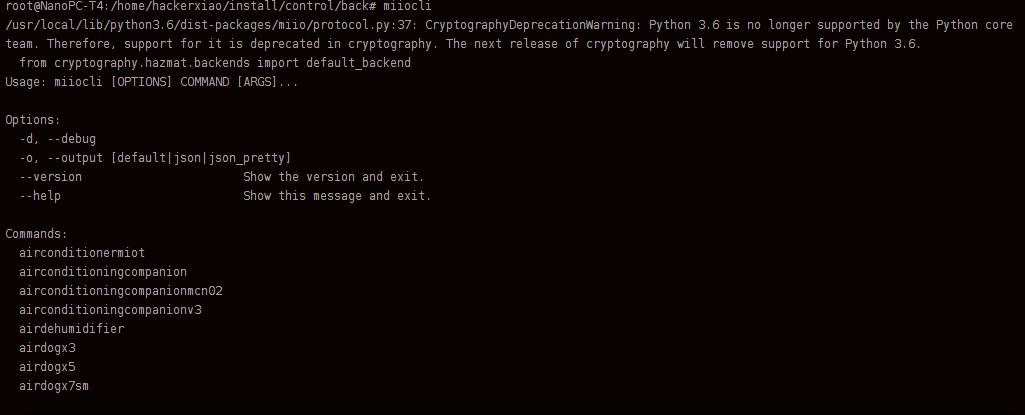 root@NanoPC-T4:/home/hackerxiao/install/control/back# miiocli
/usr/local/lib/python3.6/dist-packages/miio/protocol.py:37: CryptographyDeprecationWarning: Python 3.6 is no longer supported by the Python core
team. Therefore, support for it is deprecated in cryptography. The next release of cryptography will remove support for Python 3.6.
  from cryptography.hazmat.backends import default_backend
Usage: miiocli [OPTIONS] COMMAND [ARGS]...

Options:
  -d, --debug
  -o, --output [default|json|json_pretty]
  --version                       Show the version and exit.
  --help                          Show this message and exit.

Commands:
  airconditionermiot
  airconditioningcompanion
  airconditioningcompanionmcn02
  airconditioningcompanionv3
  airdehumidifier
  airdogx3
  airdogx5
  airdogx7sm